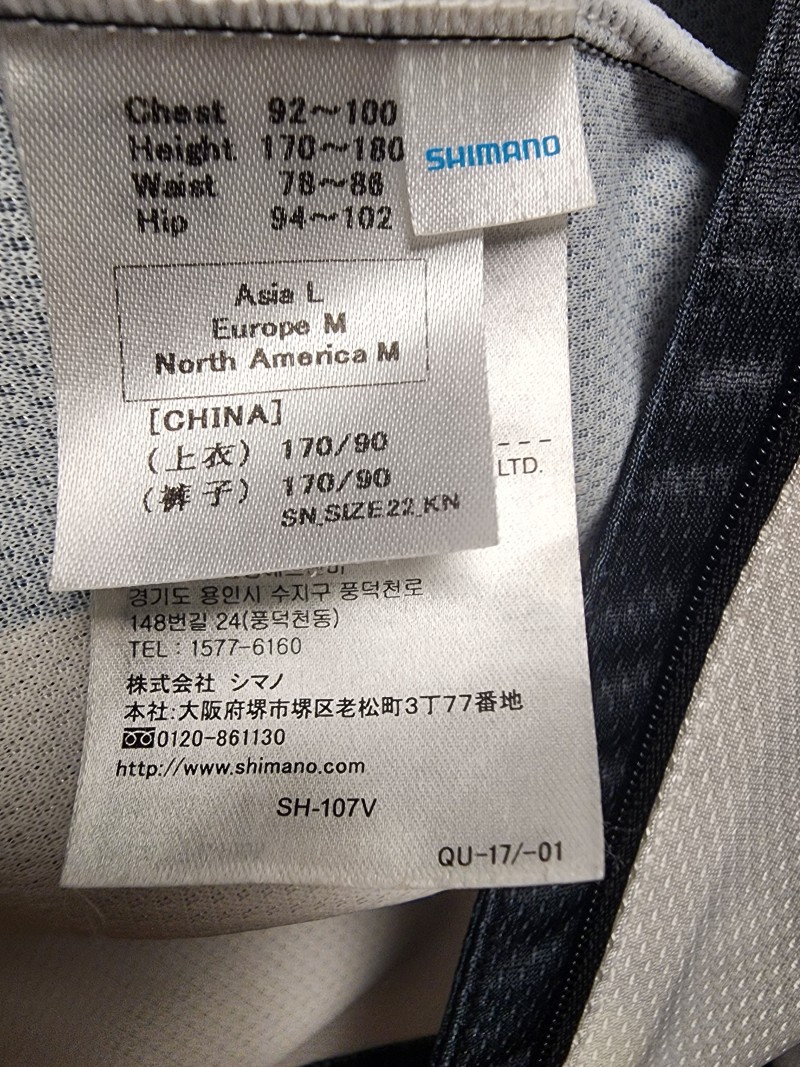 Chest 92~100
Height 170~180
Waist 78~86
Hip 94~102
SHIMANO
Asia L
Europe M
North America M
[CHINA]
(上衣) 170/90
(裤子) 170/90
SN_SIZE22_KN
LTD.
경기도 용인시 수지구 풍덕천로
148번길 24(풍덕천동)
TEL : 1577-6160
株式会社 シマノ
本社:大阪府堺市堺区老松町3丁77番地
0120-861130
http://www.shimano.com
SH-107V
QU-17/-01